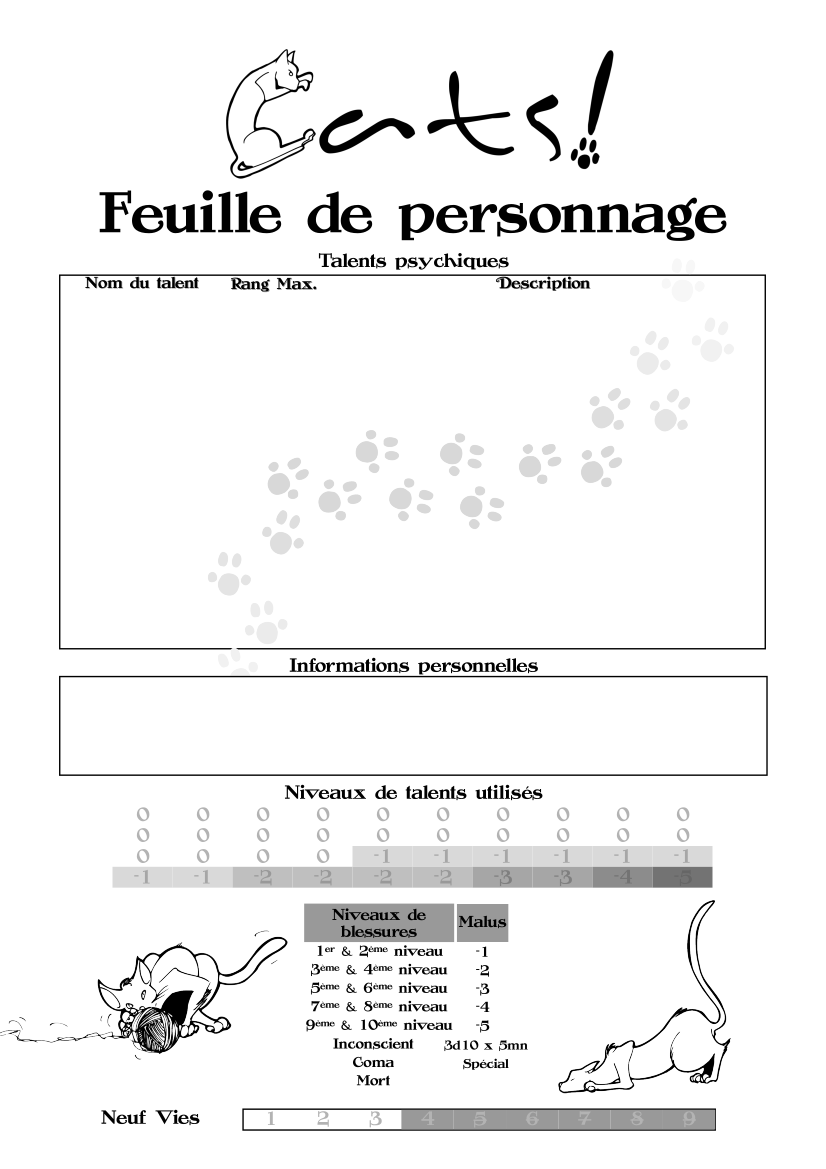 Cats!
Feuille de personnage
Talents psychiques
Nom du talent Rang Max. Description
Informations personnelles
Niveaux de talents utilisés
0 0 0 0 0 0 0 0 0 0
0 0 0 0 0 0 0 0 0 0
0 0 0 0 -1 -1 -1 -1 -1 -1
-1 -1 -2 -2 -2 -2 -3 -3 -4 -5
Niveaux de blessures Malus
1er & 2ème niveau -1
3ème & 4ème niveau -2
5ème & 6ème niveau -3
7ème & 8ème niveau -4
9ème & 10ème niveau -5
Inconscient 3d10 x 5mn
Coma Spécial
Mort
Neuf Vies 1 2 3 4 5 6 7 8 9